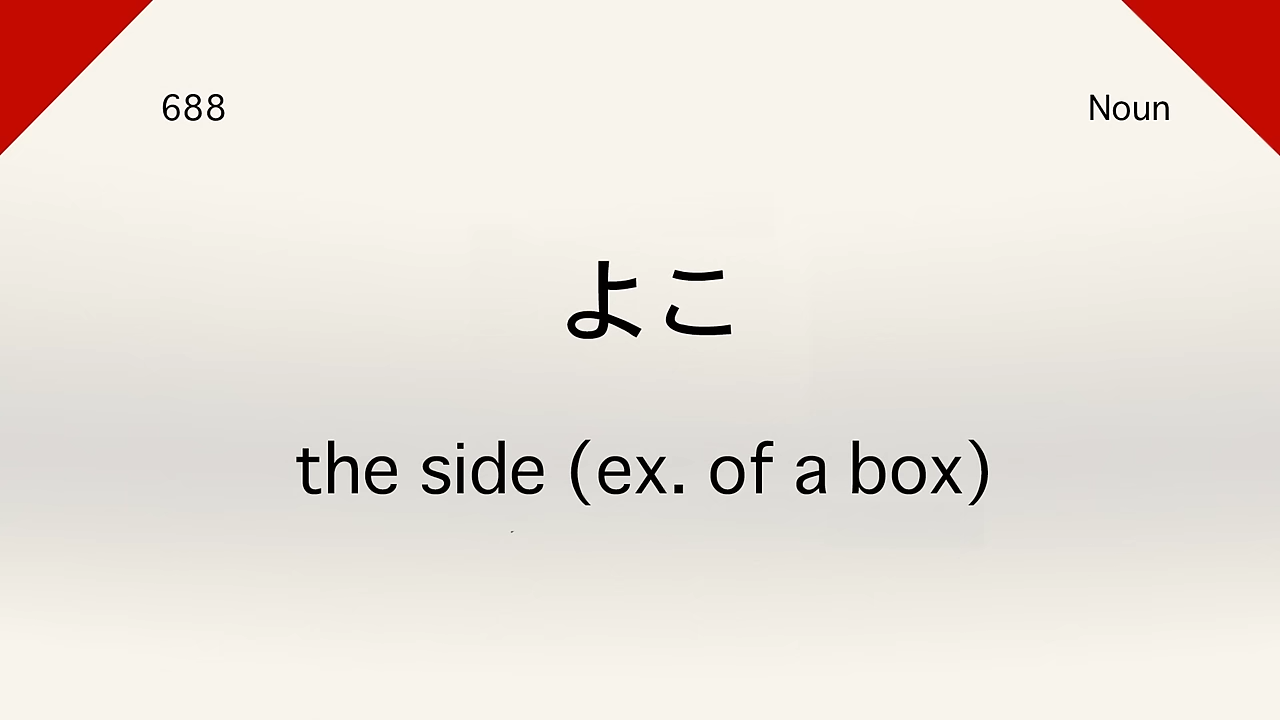 688
Noun
よこ
the side (ex. of a box)